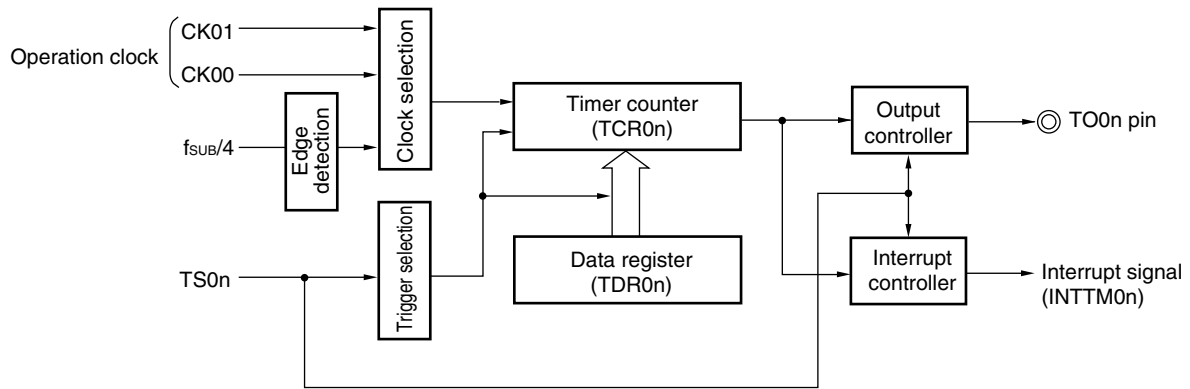 CK01
Operation clock
CK00
Clock selection
Edge
detection
fSUB/4
Timer counter
(TCR0n)
Output
controller
TO0n pin
TS0n
Trigger selection
Data register
(TDR0n)
Interrupt
controller
Interrupt signal
(INTTM0n)